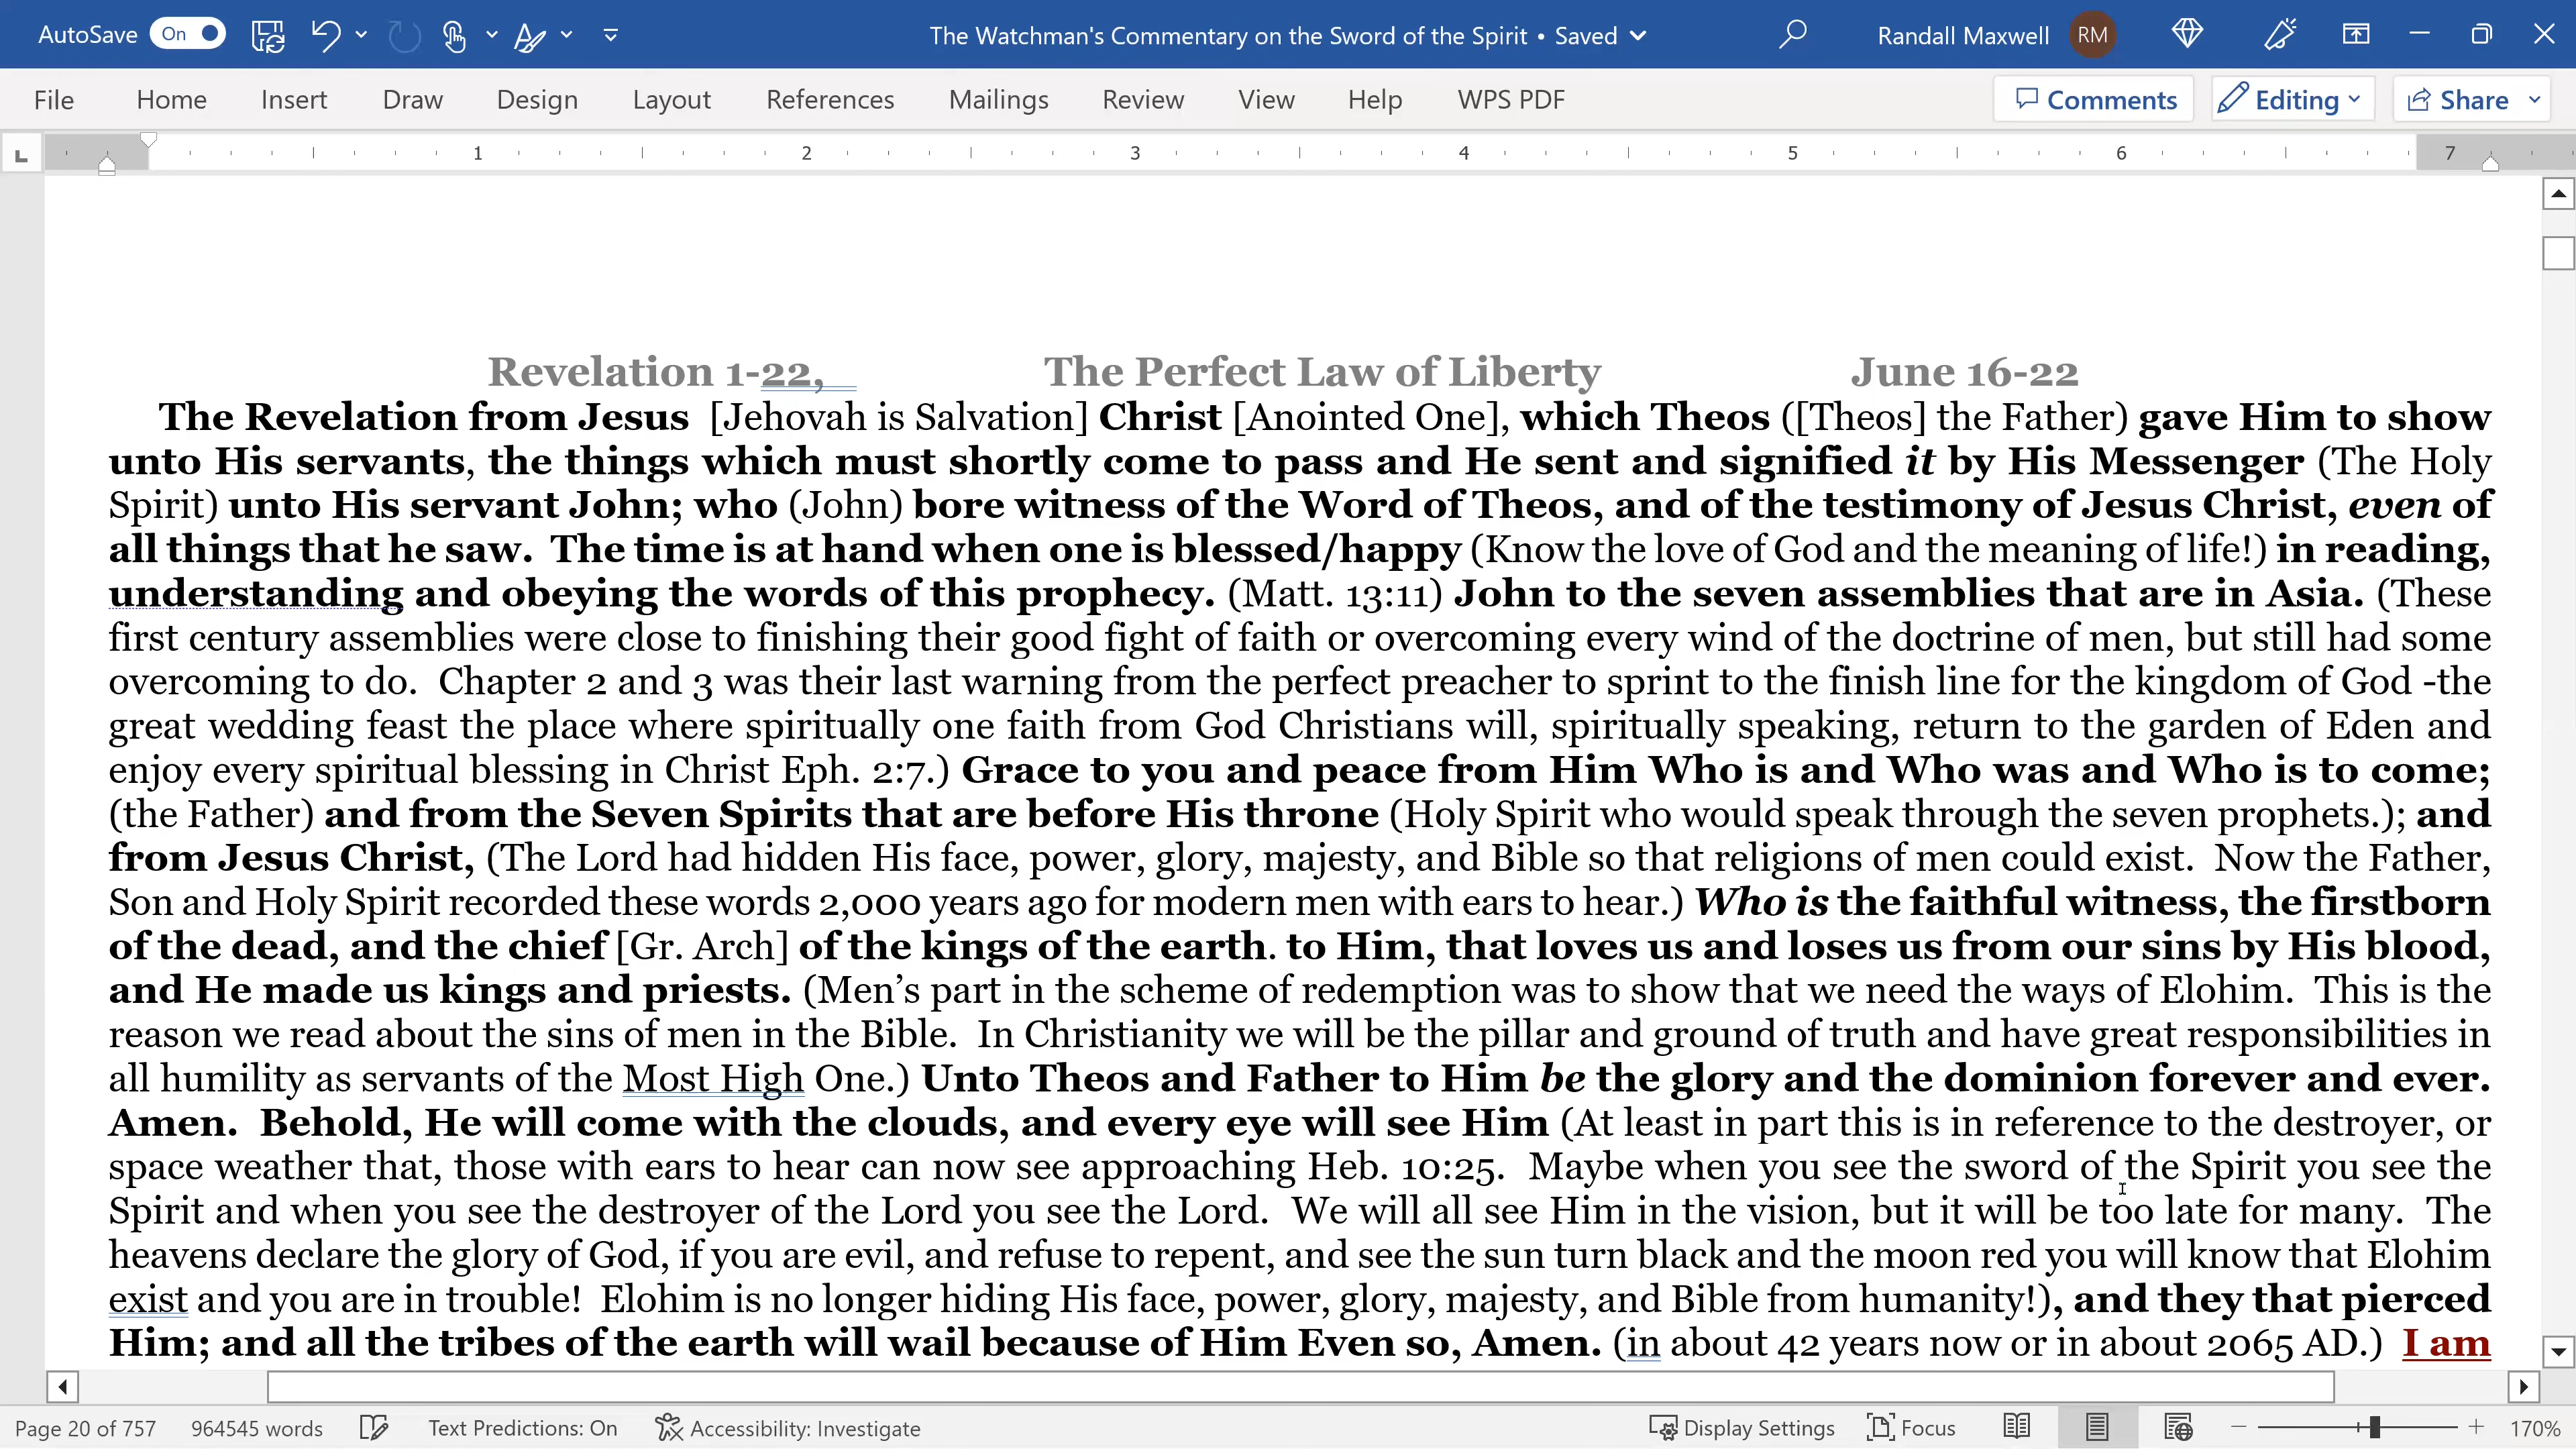 AutoSave On The Watchman's Commentary on the Sword of the Spirit • Saved Randall Maxwell RM
File Home Insert Draw Design Layout References Mailings Review View Help WPS PDF Comments Editing Share
L 1 2 3 4 5 6 7
Revelation 1-22, The Perfect Law of Liberty June 16-22
The Revelation from Jesus [Jehovah is Salvation] Christ [Anointed One], which Theos ([Theos] the Father) gave Him to show
unto His servants, the things which must shortly come to pass and He sent and signified it by His Messenger (The Holy
Spirit) unto His servant John; who (John) bore witness of the Word of Theos, and of the testimony of Jesus Christ, even of
all things that he saw. The time is at hand when one is blessed/happy (Know the love of God and the meaning of life!) in reading,
understanding and obeying the words of this prophecy. (Matt. 13:11) John to the seven assemblies that are in Asia. (These
first century assemblies were close to finishing their good fight of faith or overcoming every wind of the doctrine of men, but still had some
overcoming to do. Chapter 2 and 3 was their last warning from the perfect preacher to sprint to the finish line for the kingdom of God -the
great wedding feast the place where spiritually one faith from God Christians will, spiritually speaking, return to the garden of Eden and
enjoy every spiritual blessing in Christ Eph. 2:7.) Grace to you and peace from Him Who is and Who was and Who is to come;
(the Father) and from the Seven Spirits that are before His throne (Holy Spirit who would speak through the seven prophets.); and
from Jesus Christ, (The Lord had hidden His face, power, glory, majesty, and Bible so that religions of men could exist. Now the Father,
Son and Holy Spirit recorded these words 2,000 years ago for modern men with ears to hear.) Who is the faithful witness, the firstborn
of the dead, and the chief [Gr. Arch] of the kings of the earth. to Him, that loves us and loses us from our sins by His blood,
and He made us kings and priests. (Men's part in the scheme of redemption was to show that we need the ways of Elohim. This is the
reason we read about the sins of men in the Bible. In Christianity we will be the pillar and ground of truth and have great responsibilities in
all humility as servants of the Most High One.) Unto Theos and Father to Him be the glory and the dominion forever and ever.
Amen. Behold, He will come with the clouds, and every eye will see Him (At least in part this is in reference to the destroyer, or
space weather that, those with ears to hear can now see approaching Heb. 10:25. Maybe when you see the sword of the Spirit you see the
Spirit and when you see the destroyer of the Lord you see the Lord. We will all see Him in the vision, but it will be too late for many. The
heavens declare the glory of God, if you are evil, and refuse to repent, and see the sun turn black and the moon red you will know that Elohim
exist and you are in trouble! Elohim is no longer hiding His face, power, glory, majesty, and Bible from humanity!), and they that pierced
Him; and all the tribes of the earth will wail because of Him Even so, Amen. (in about 42 years now or in about 2065 AD.) I am
Page 20 of 757 964545 words Text Predictions: On Accessibility: Investigate Display Settings Focus 170%